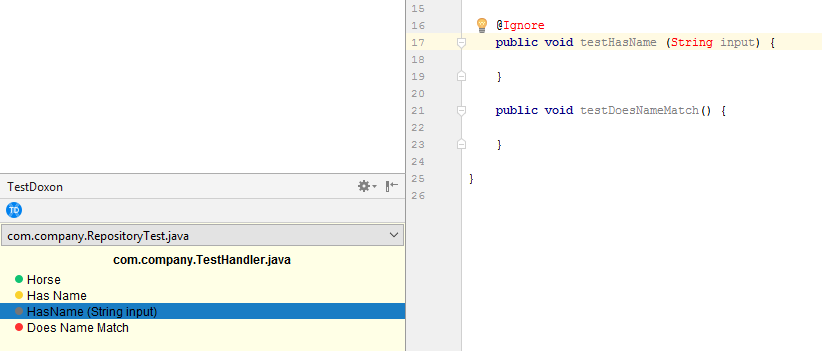 TestDoxon
TD
com.company.RepositoryTest.java
com.company.TestHandler.java
Horse
Has Name
HasName (String input)
Does Name Match
15
16 @Ignore
17 public void testHasName (String input) {
18
19 }
20
21 public void testDoesNameMatch() {
22
23 }
24
25 }
26